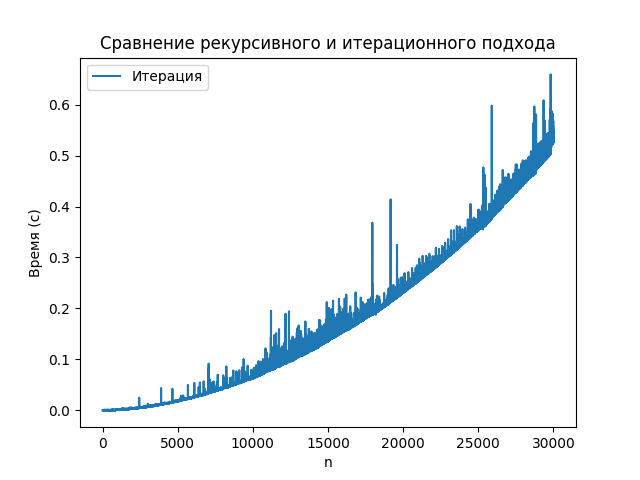 Сравнение рекурсивного и итерационного подхода
Итерация
Время (с)
0.6
0.5
0.4
0.3
0.2
0.1
0.0
0 5000 10000 15000 20000 25000 30000
n